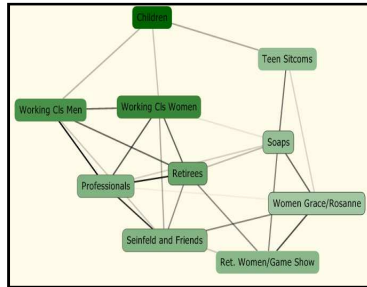 Children
Teen Sitcoms
Working Cls Men
Working Cls Women
Soaps
Retirees
Professionals
Women Grace/Rosanne
Seinfeld and Friends
Ret. Women/Game Show